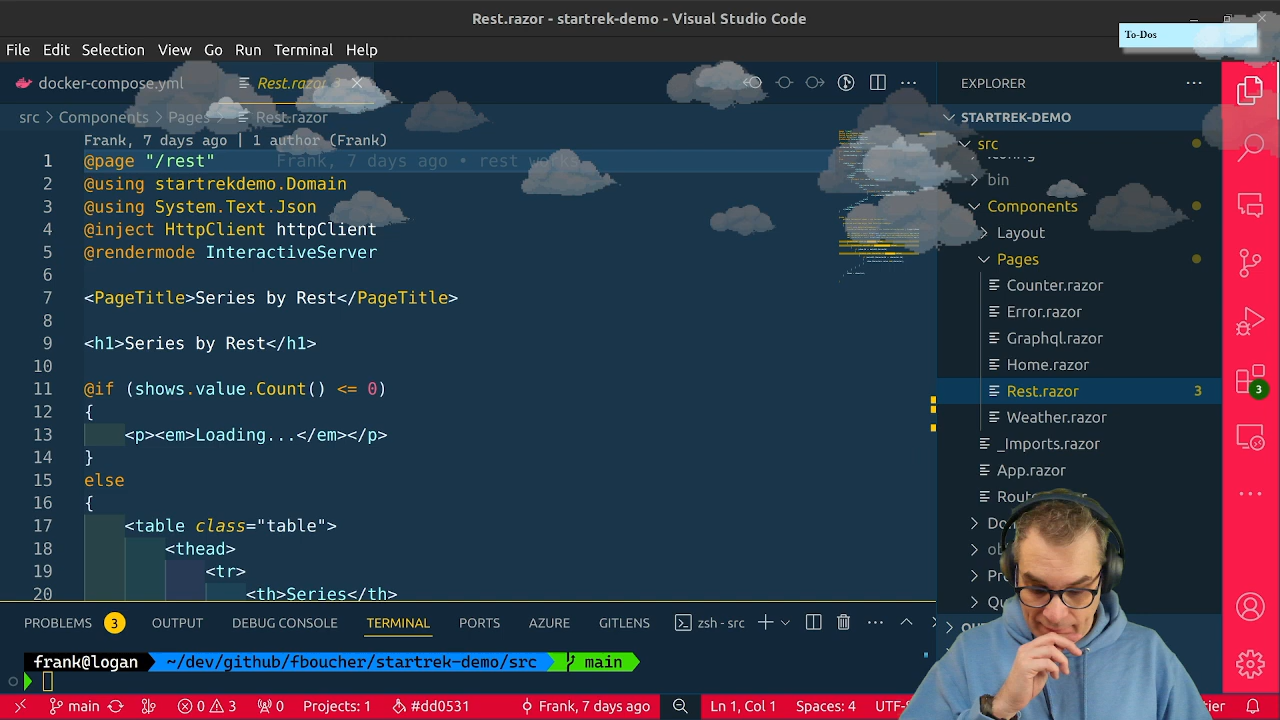 Rest.razor - startrek-demo - Visual Studio Code
To-Dos
File Edit Selection View Go Run Terminal Help
docker-compose.yml Rest.razor 3
EXPLORER
src > Components > Pages > Rest.razor
STARTREK-DEMO
Frank, 7 days ago | 1 author (Frank)
1 @page "/rest" Frank, 7 days ago • rest works
2 @using startrekdemo.Domain
3 @using System.Text.Json
4 @inject HttpClient httpClient
5 @rendermode InteractiveServer
6
7 <PageTitle>Series by Rest</PageTitle>
8
9 <h1>Series by Rest</h1>
10
11 @if (shows.value.Count() <= 0)
12 {
13 <p><em>Loading...</em></p>
14 }
15 else
16 {
17 <table class="table">
18 <thead>
19 <tr>
20 <th>Series</th>
src
bin
Components
Layout
Pages
Counter.razor
Error.razor
Graphql.razor
Home.razor
Rest.razor 3
Weather.razor
_Imports.razor
App.razor
3
PROBLEMS 3 OUTPUT DEBUG CONSOLE TERMINAL PORTS AZURE GITLENS zsh - src
frank@logan ~/dev/github/fboucher/startrek-demo/src main
main 0 3 0 Projects: 1 #dd0531 Frank, 7 days ago Ln 1, Col 1 Spaces: 4